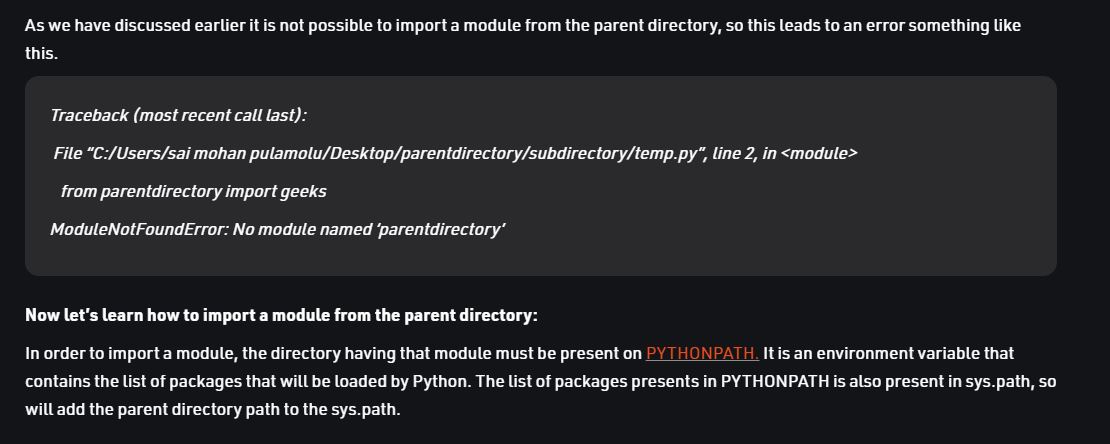 As we have discussed earlier it is not possible to import a module from the parent directory, so this leads to an error something like
this.
Traceback (most recent call last):
File “C:/Users/sai mohan pulamolu/Desktop/parentdirectory/subdirectory/temp.py”, line 2, in <module>
from parentdirectory import geeks
ModuleNotFoundError: No module named ‘parentdirectory’
Now let’s learn how to import a module from the parent directory:
In order to import a module, the directory having that module must be present on PYTHONPATH. It is an environment variable that
contains the list of packages that will be loaded by Python. The list of packages presents in PYTHONPATH is also present in sys.path, so
will add the parent directory path to the sys.path.